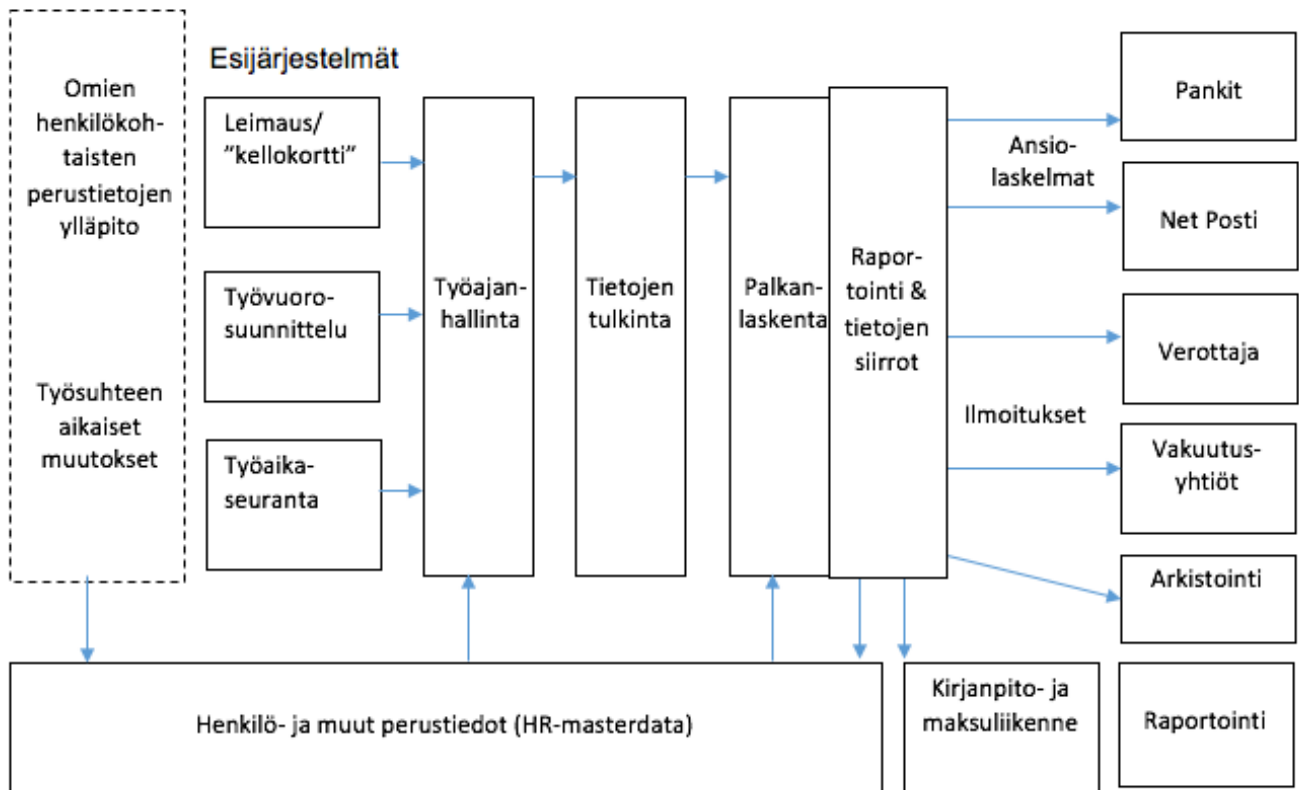 Omien
henkilökoh-
taisten
perustietojen
ylläpito
Työsuhteen
aikaiset
muutokset
Esijärjestelmät
Leimaus/
”kellokortti”
Työvuoro-
suunnittelu
Työaika-
seuranta
Työajan-
hallinta
Tietojen
tulkinta
Palkan-
laskenta
Rapor-
tointi &
tietojen
siirrot
Ansio-
laskelmat
Ilmoitukset
Pankit
Net Posti
Verottaja
Vakuutus-
yhtiöt
Arkistointi
Henkilö- ja muut perustiedot (HR-masterdata)
Kirjanpito- ja
maksuliikenne
Raportointi